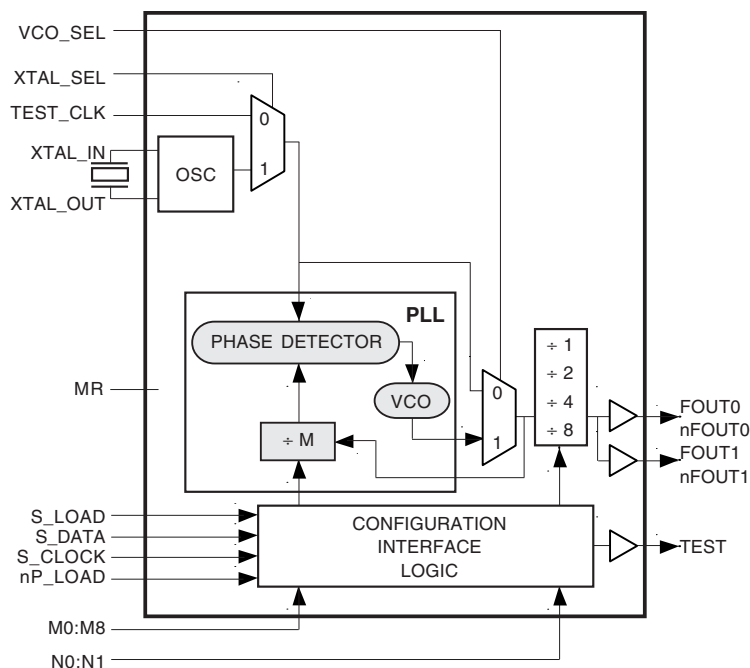 VCO_SEL
XTAL_SEL
TEST_CLK
0
XTAL_IN
1
OSC
XTAL_OUT
PLL
PHASE DETECTOR
÷ 1
÷ 2
÷ 4
÷ 8
MR
VCO
0
1
FOUT0
nFOUT0
FOUT1
nFOUT1
÷ M
S_LOAD
S_DATA
S_CLOCK
nP_LOAD
CONFIGURATION
INTERFACE
LOGIC
TEST
M0:M8
N0:N1